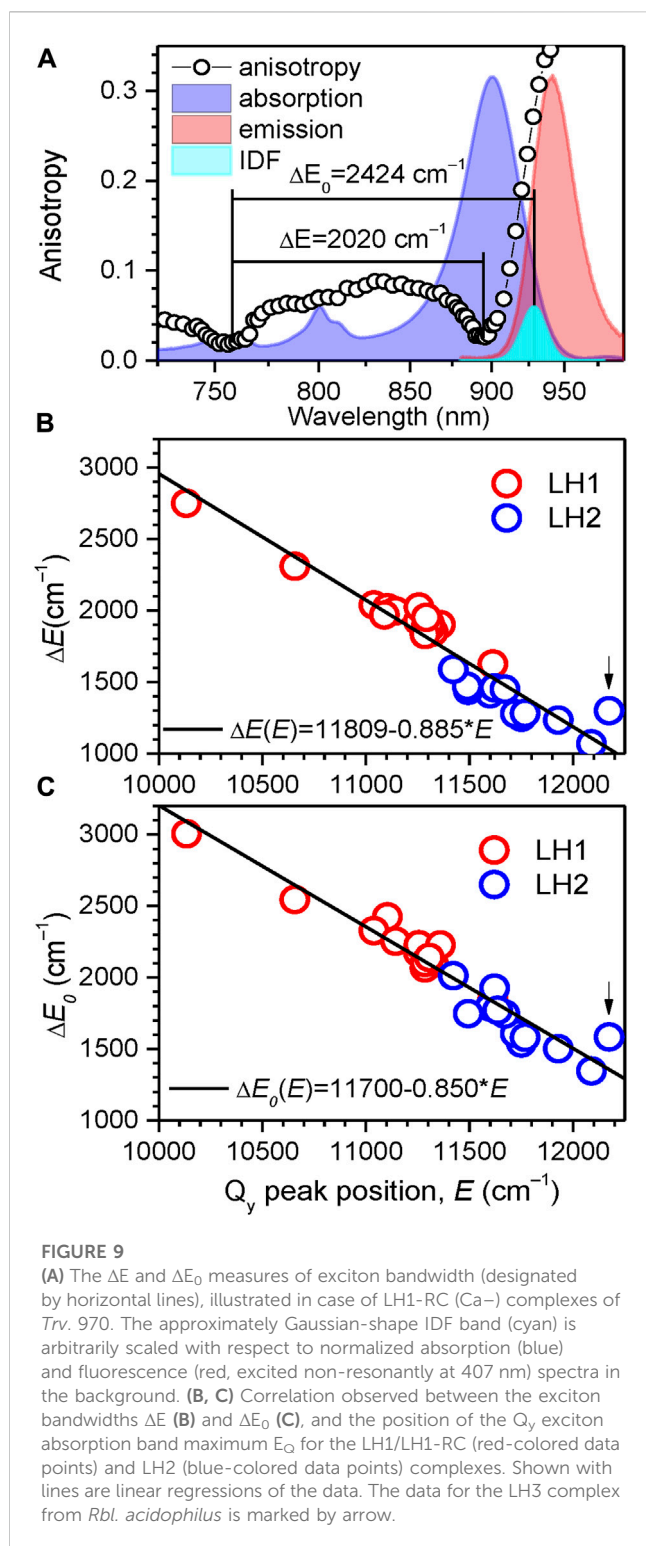 A
anisotropy
absorption
emission
IDF
ΔE₀=2424 cm⁻¹
ΔE=2020 cm⁻¹
0.3
0.2
0.1
0.0
Anisotropy
750 800 850 900 950
Wavelength (nm)
B
3000
2500
2000
1500
1000
ΔE(cm⁻¹)
LH1
LH2
ΔE(E)=11809-0.885*E
10000 10500 11000 11500 12000
C
3000
2500
2000
1500
1000
ΔE₀ (cm⁻¹)
LH1
LH2
ΔE₀(E)=11700-0.850*E
10000 10500 11000 11500 12000
Qy peak position, E (cm⁻¹)
FIGURE 9
(A) The ΔE and ΔE₀ measures of exciton bandwidth (designated
by horizontal lines), illustrated in case of LH1-RC (Ca−) complexes of
Trv. 970. The approximately Gaussian-shape IDF band (cyan) is
arbitrarily scaled with respect to normalized absorption (blue)
and fluorescence (red, excited non-resonantly at 407 nm) spectra in
the background. (B, C) Correlation observed between the exciton
bandwidths ΔE (B) and ΔE₀ (C), and the position of the Qy exciton
absorption band maximum EQ for the LH1/LH1-RC (red-colored data
points) and LH2 (blue-colored data points) complexes. Shown with
lines are linear regressions of the data. The data for the LH3 complex
from Rbl. acidophilus is marked by arrow.